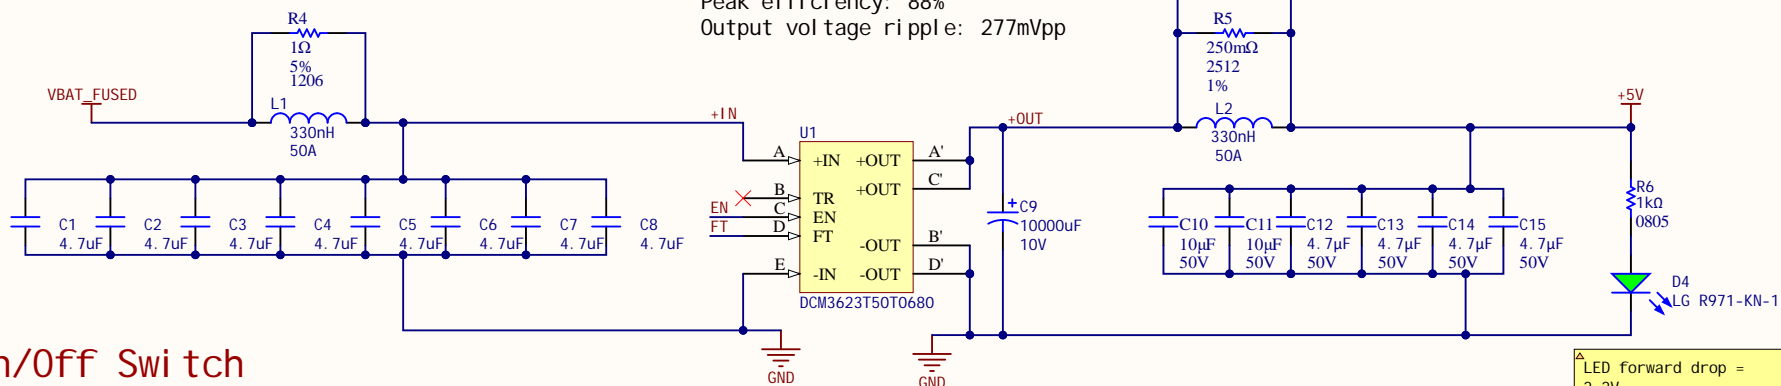 Peak efficiency: 88%
Output voltage ripple: 277mVpp
R4
1Ω
5%
1206
VBAT_FUSED
L1
330nH
50A
C1
4.7uF
C2
4.7uF
C3
4.7uF
C4
4.7uF
C5
4.7uF
C6
4.7uF
C7
4.7uF
C8
4.7uF
+IN
U1
A
+IN
+OUT
A'
B
TR
+OUT
C'
EN
C
EN
FT
D
FT
-OUT
B'
E
-IN
-OUT
D'
DCM3623T50T0680
GND
GND
+OUT
+
C9
10000uF
10V
R5
250mΩ
2512
1%
L2
330nH
50A
C10
10µF
50V
C11
10µF
50V
C12
4.7µF
50V
C13
4.7µF
50V
C14
4.7µF
50V
C15
4.7µF
50V
+5V
R6
1kΩ
0805
D4
LG R971-KN-1
n/Off Switch
LED forward drop =